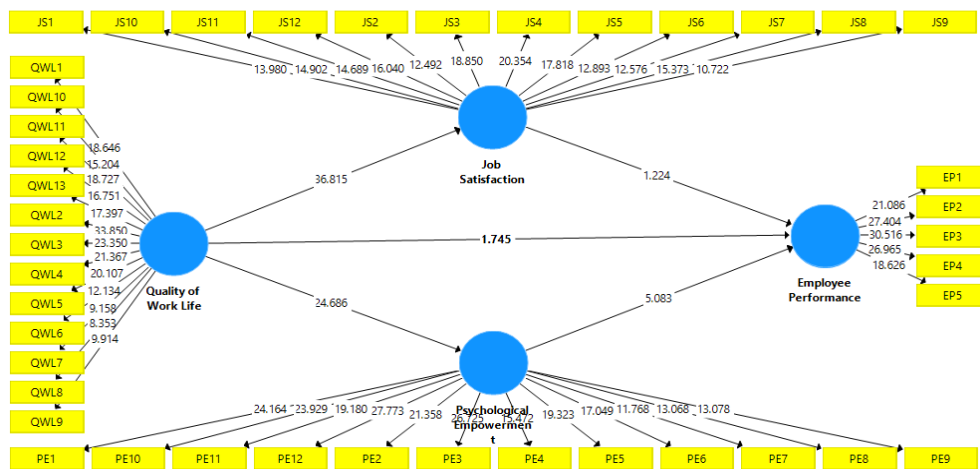 JS1 JS10 JS11 JS12 JS2 JS3 JS4 JS5 JS6 JS7 JS8 JS9
13.980 14.902 14.689 16.040 12.492 18.850 20.354 17.818 12.893 12.576 15.373 10.722
QWL1
QWL10
QWL11
QWL12
QWL13
QWL2
QWL3
QWL4
QWL5
QWL6
QWL7
QWL8
QWL9
18.646
15.204
18.727
16.751
17.397
33.850
23.350
21.367
20.107
12.134
9.158
8.353
9.914
Quality of
Work Life
36.815
Job
Satisfaction
1.224
1.745
24.686
5.083
Employee
Performance
21.086
27.404
30.516
26.965
18.626
EP1
EP2
EP3
EP4
EP5
Psychological
Empowermen
t
24.164 23.929 19.180 27.773 21.358 26.725 15.472 19.323 17.049 11.768 13.068 13.078
PE1 PE10 PE11 PE12 PE2 PE3 PE4 PE5 PE6 PE7 PE8 PE9